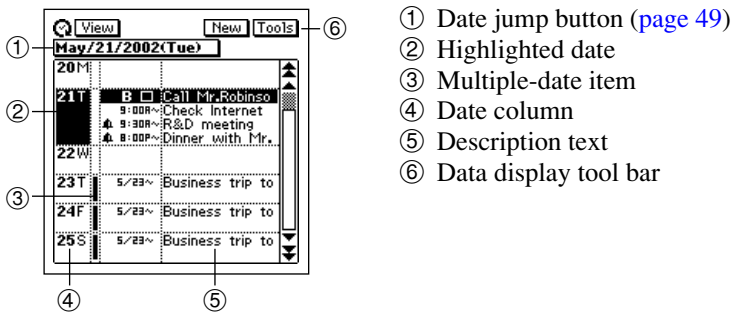 View New Tools
May/21/2002(Tue)
20M
21T B Call Mr.Robinso
9:00A~Check Internet
9:30A~R&D meeting
8:00P~Dinner with Mr.
22W
23T 5/23~ Business trip to
24F 5/23~ Business trip to
25S 5/23~ Business trip to
① ② ③ ④ ⑤ ⑥
① Date jump button (page 49)
② Highlighted date
③ Multiple-date item
④ Date column
⑤ Description text
⑥ Data display tool bar